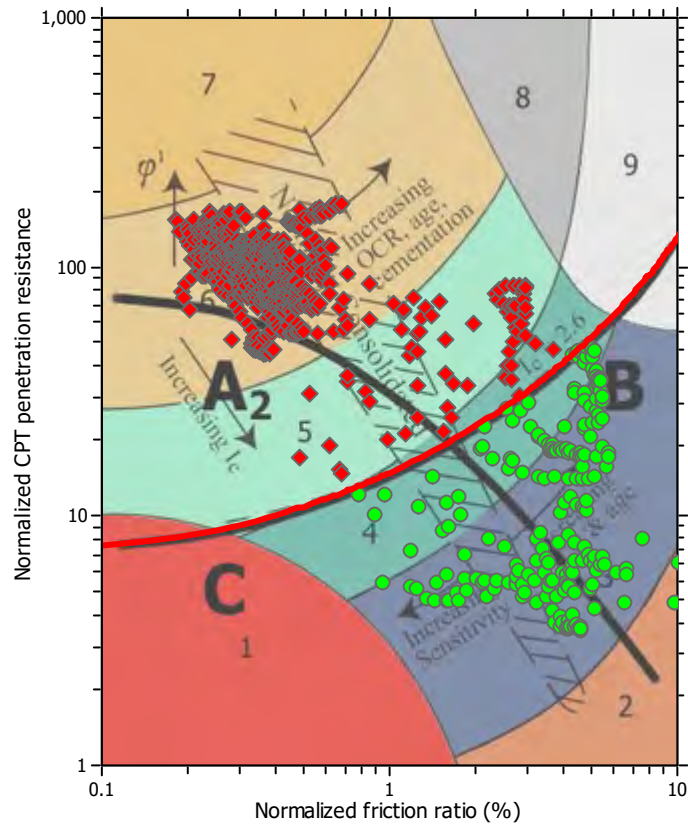 Normalized CPT penetration resistance
1,000
100
10
1
0.1
1
10
Normalized friction ratio (%)
7
8
9
φ'
Increasing
OCR, age,
cementation
6
A2
Increasing Ic
5
Ic = 2.6
B
4
& age
C
1
Increasing
Sensitivity
2